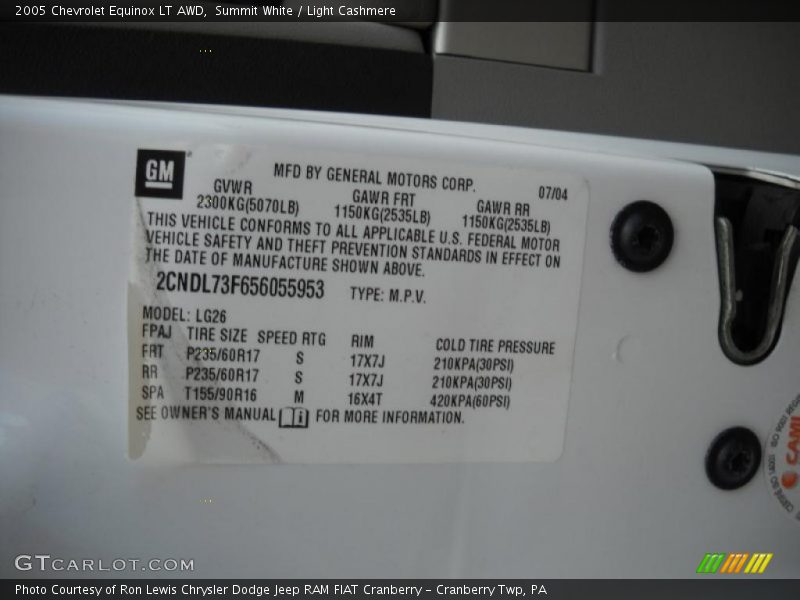 2005 Chevrolet Equinox LT AWD, Summit White / Light Cashmere
GM
MFD BY GENERAL MOTORS CORP. 07/04
GVWR GAWR FRT GAWR RR
2300KG(5070LB) 1150KG(2535LB) 1150KG(2535LB)
THIS VEHICLE CONFORMS TO ALL APPLICABLE U.S. FEDERAL MOTOR
VEHICLE SAFETY AND THEFT PREVENTION STANDARDS IN EFFECT ON
THE DATE OF MANUFACTURE SHOWN ABOVE.
2CNDL73F656055953 TYPE: M.P.V.
MODEL: LG26
FPAJ TIRE SIZE SPEED RTG RIM COLD TIRE PRESSURE
FRT P235/60R17 S 17X7J 210KPA(30PSI)
RR P235/60R17 S 17X7J 210KPA(30PSI)
SPA T155/90R16 M 16X4T 420KPA(60PSI)
SEE OWNER'S MANUAL i FOR MORE INFORMATION.
CAMI
GTCARLOT.COM
Photo Courtesy of Ron Lewis Chrysler Dodge Jeep RAM FIAT Cranberry – Cranberry Twp, PA